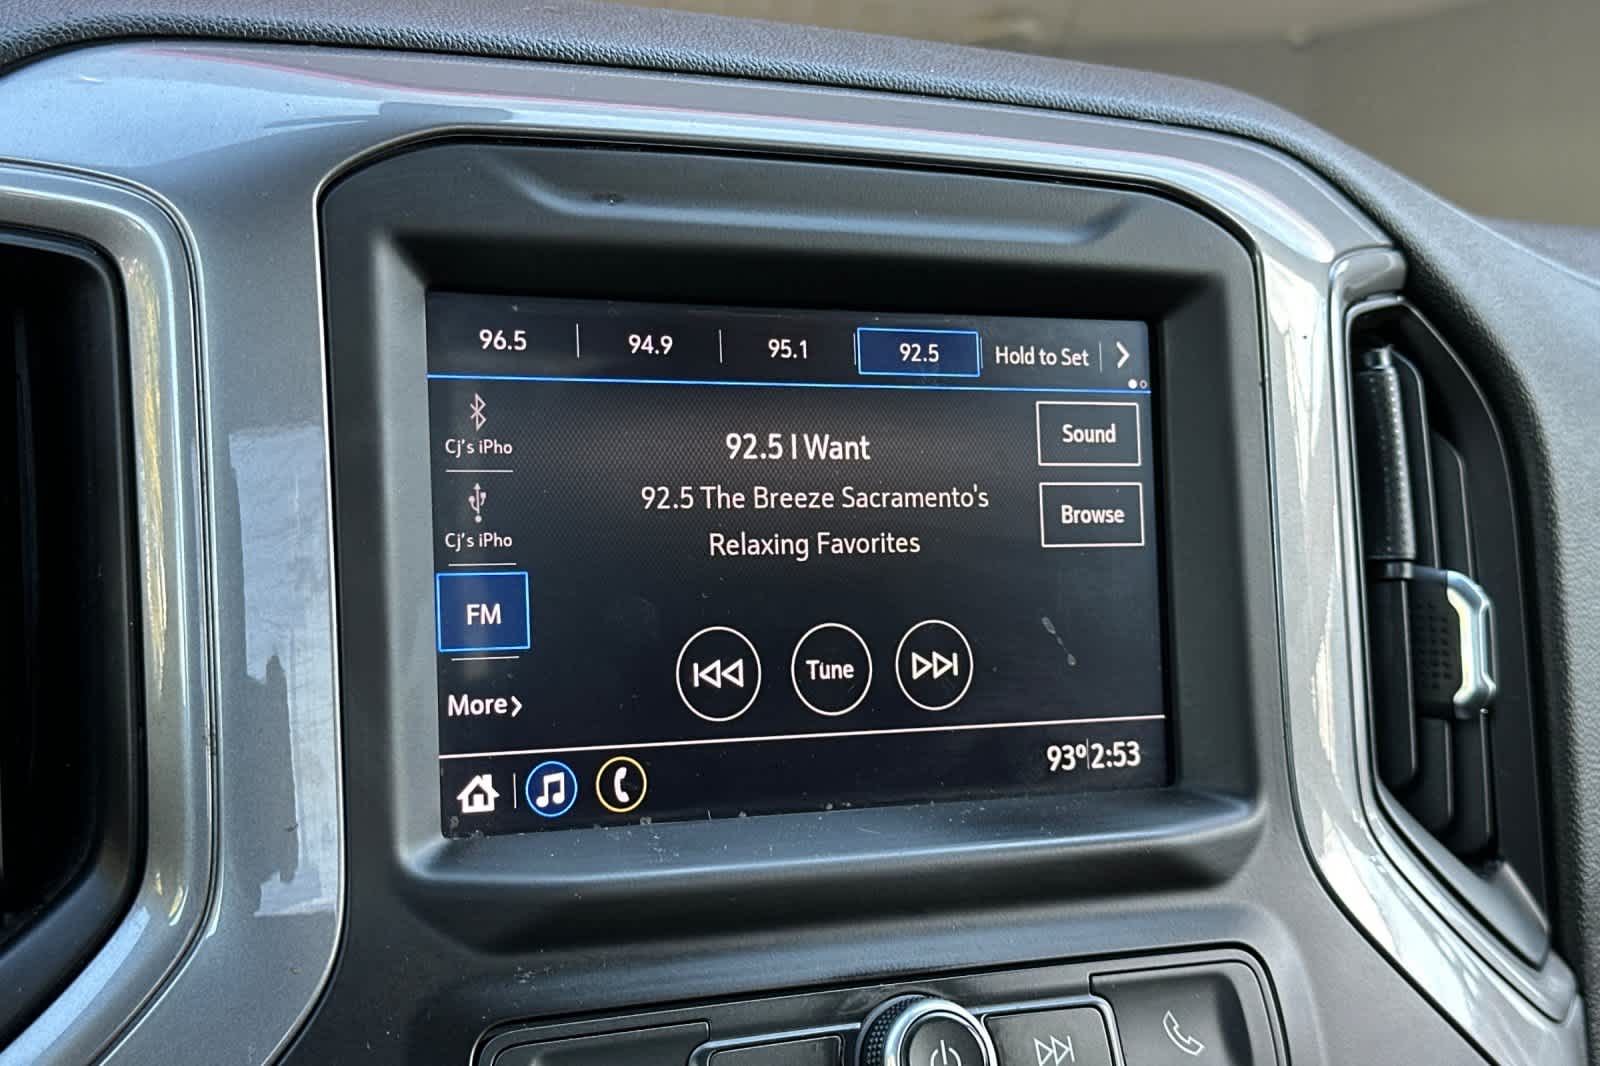 96.5 94.9 95.1 92.5 Hold to Set
Cj's iPho
Cj's iPho
FM
More
92.5 I Want
92.5 The Breeze Sacramento's
Relaxing Favorites
Tune
Sound
Browse
93° 2:53